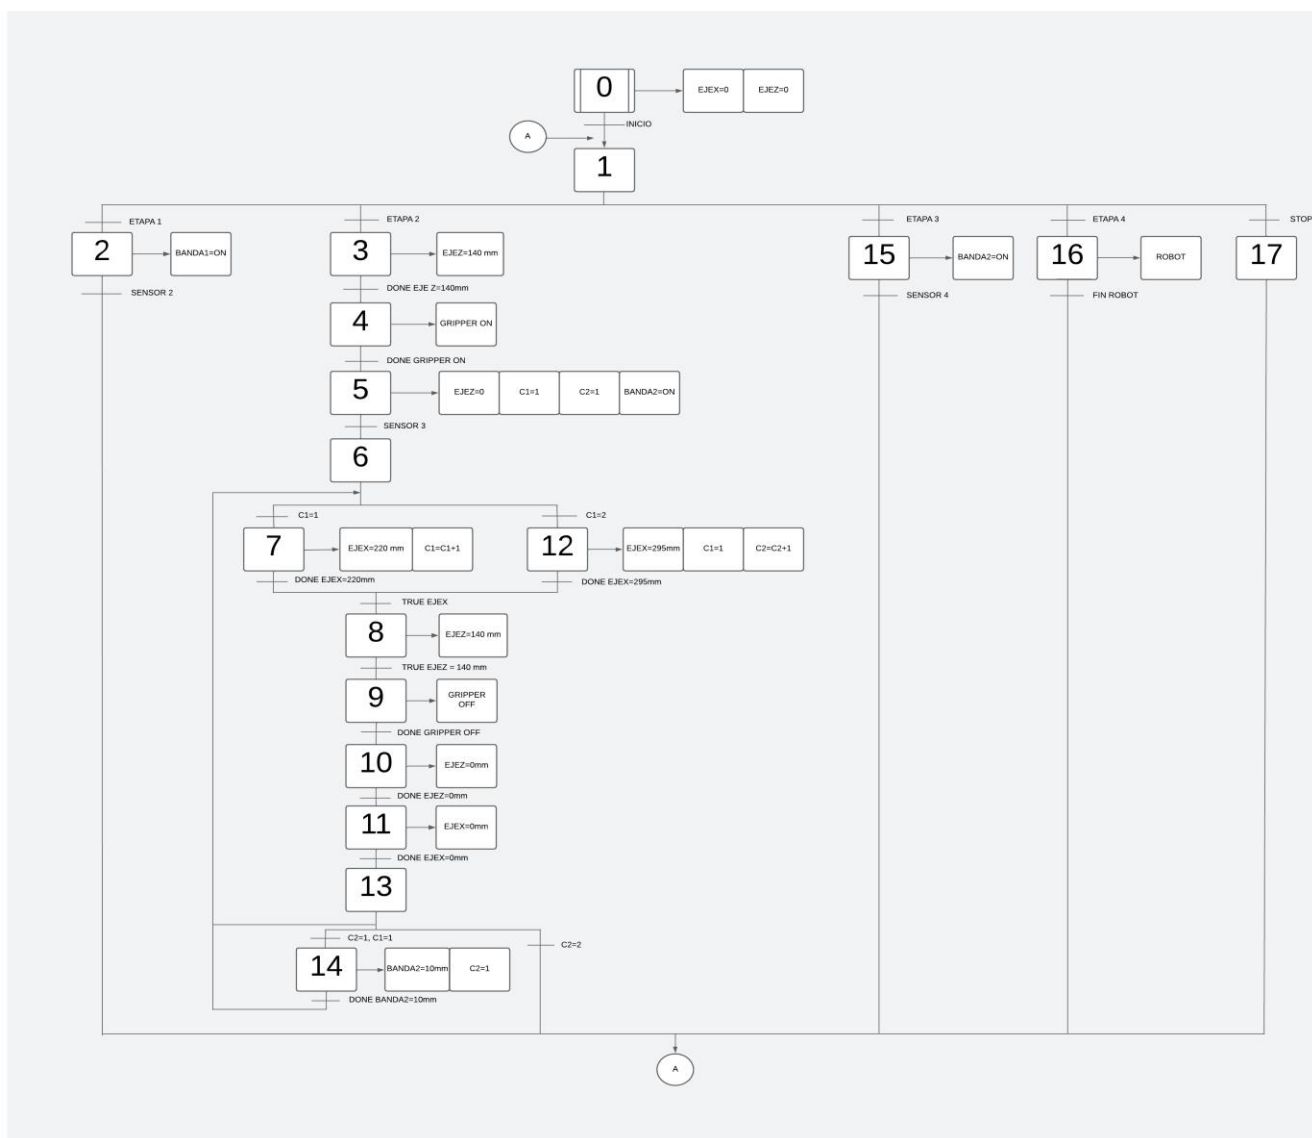 0
EJEX=0
EJEZ=0
INICIO
A
1
ETAPA 1
ETAPA 2
ETAPA 3
ETAPA 4
STOP
2
BANDA1=ON
3
EJEZ=140 mm
15
BANDA2=ON
16
ROBOT
17
SENSOR 2
DONE EJE Z=140mm
SENSOR 4
FIN ROBOT
4
GRIPPER ON
DONE GRIPPER ON
5
EJEZ=0
C1=1
C2=1
BANDA2=ON
SENSOR 3
6
C1=1
C1=2
7
EJEX=220 mm
C1=C1+1
12
EJEX=295mm
C1=1
C2=C2+1
DONE EJEX=220mm
DONE EJEX=295mm
TRUE EJEX
8
EJEZ=140 mm
TRUE EJEZ = 140 mm
9
GRIPPER
OFF
DONE GRIPPER OFF
10
EJEZ=0mm
DONE EJEZ=0mm
11
EJEX=0mm
DONE EJEX=0mm
13
C2=1, C1=1
C2=2
14
BANDA2=10mm
C2=1
DONE BANDA2=10mm
A